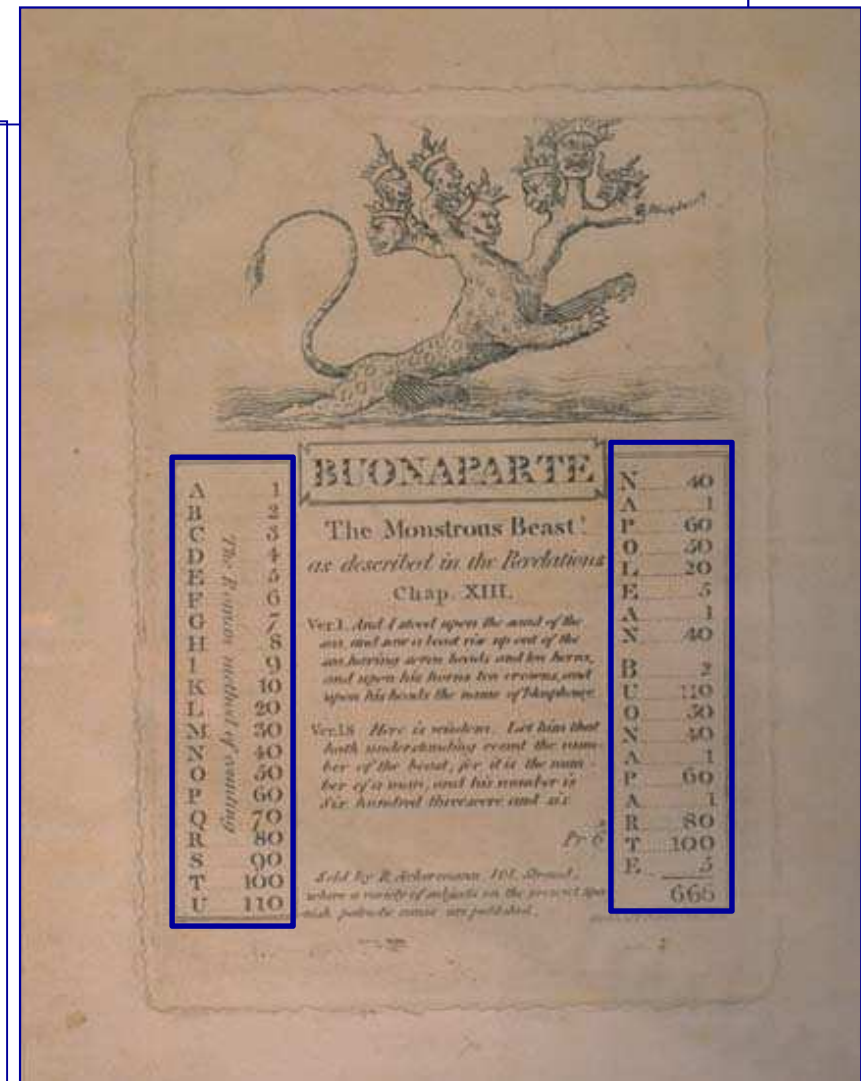 Blasphemy
BUONAPARTE
The Monstrous Beast!
as described in the Revelations
Chap. XIII.
Ver.1. And I stood upon the sand of the
sea, and saw a beast rise up out of the
sea, having seven heads and ten horns,
and upon his horns ten crowns, and
upon his heads the name of blasphemy.
Ver.18 Here is wisdom. Let him that
hath understanding count the num-
ber of the beast, for it is the num-
ber of a man, and his number is
Six hundred threescore and six
Sold by R. Ackermann, 101, Strand,
where a variety of subjects on the present Spa-
nish patriotic cause are published.
The Roman method of counting
A 1
B 2
C 3
D 4
E 5
F 6
G 7
H 8
I 9
K 10
L 20
M 30
N 40
O 50
P 60
Q 70
R 80
S 90
T 100
U 110
N 40
A 1
P 60
O 50
L 20
E 5
A 1
N 40
B 2
U 110
O 50
N 40
A 1
P 60
A 1
R 80
T 100
E 5
666